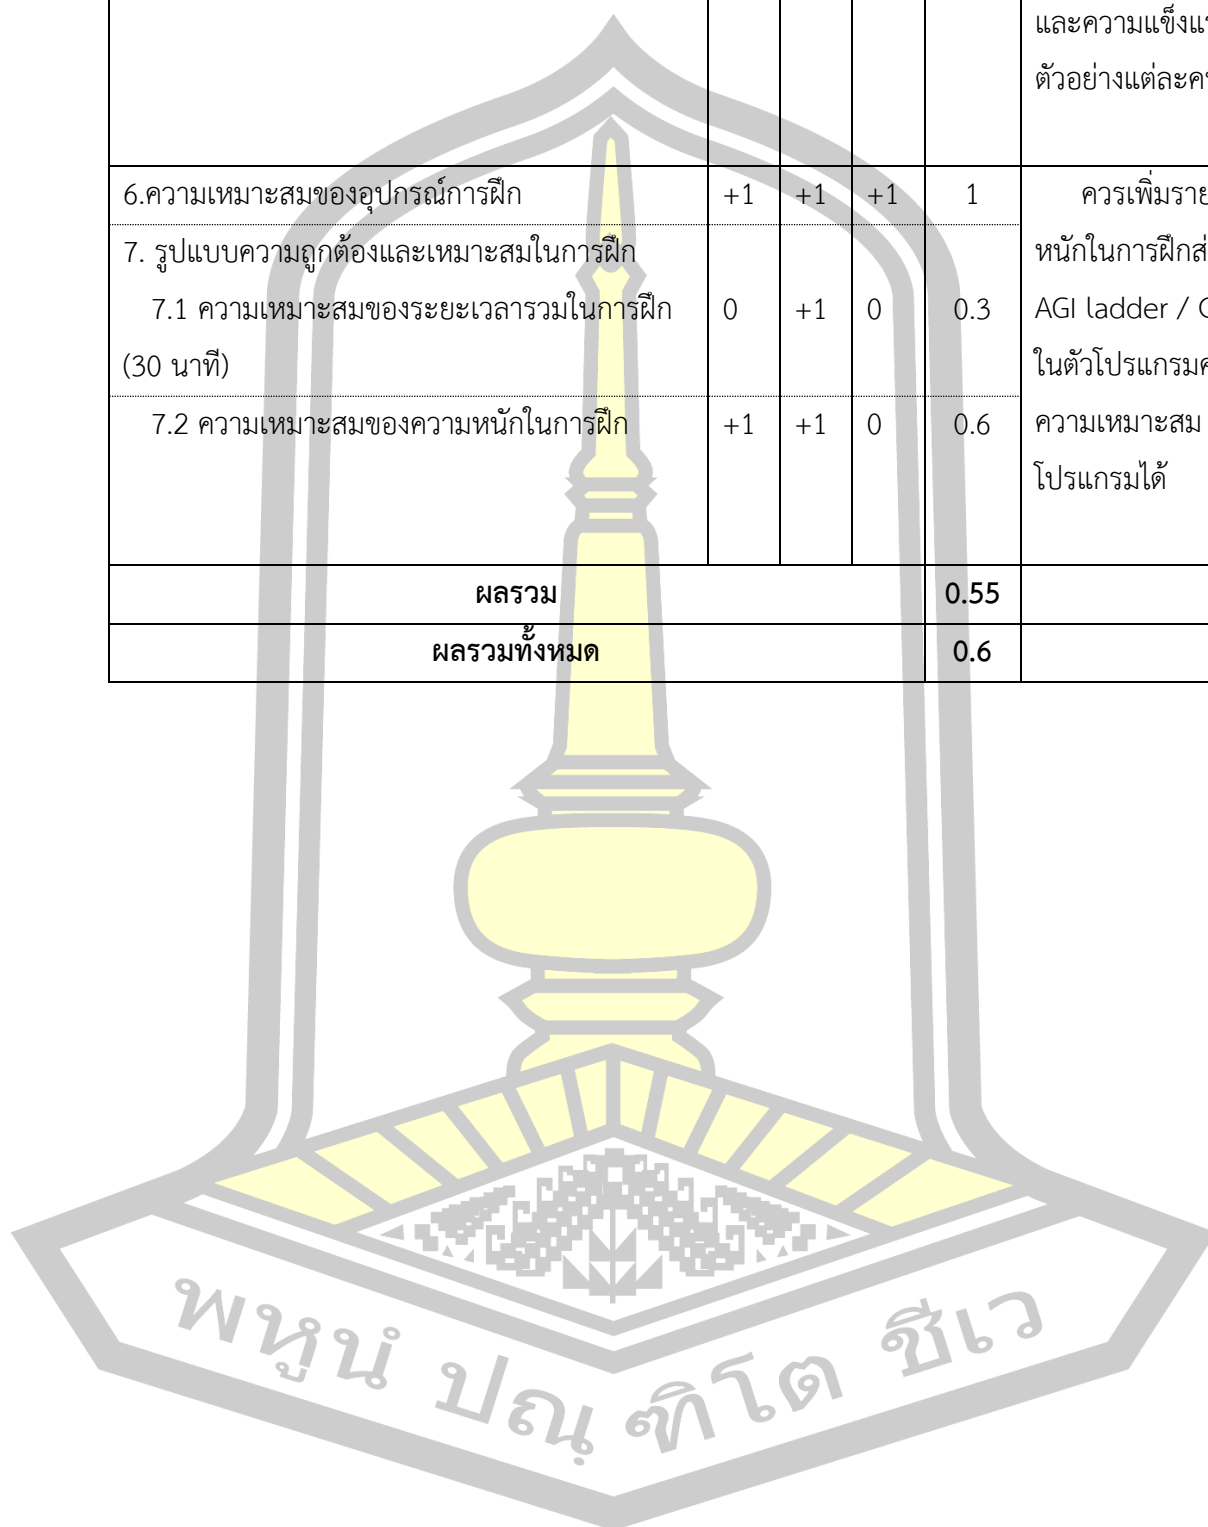 และความแข็งแ
ตัวอย่างแต่ละค
6.ความเหมาะสมของอุปกรณ์การฝึก +1 +1 +1 1 ควรเพิ่มราย
7. รูปแบบความถูกต้องและเหมาะสมในการฝึก หนักในการฝึกส่
7.1 ความเหมาะสมของระยะเวลารวมในการฝึก 0 +1 0 0.3 AGI ladder /
(30 นาที) ในตัวโปรแกรม
7.2 ความเหมาะสมของความหนักในการฝึก +1 +1 0 0.6 ความเหมาะสม
โปรแกรมได้
ผลรวม 0.55
ผลรวมทั้งหมด 0.6
พหูนํ ปณฺฑิโต ชีเว